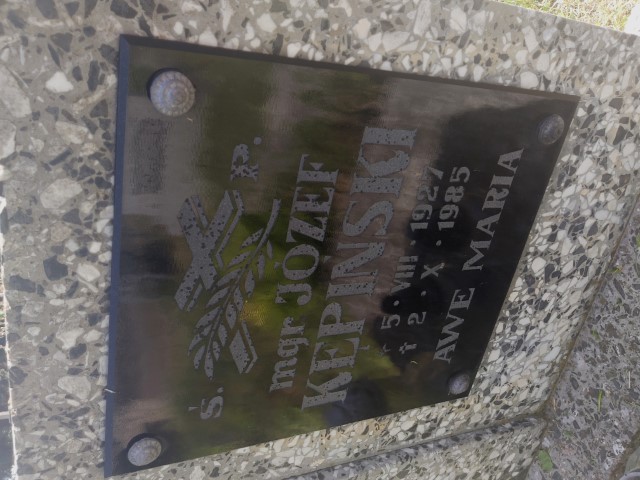 Ś. P.
mgr JÓZEF
KĘPIŃSKI
* 5 · VIII · 1927
† 2 · X · 1985
AWE MARIA